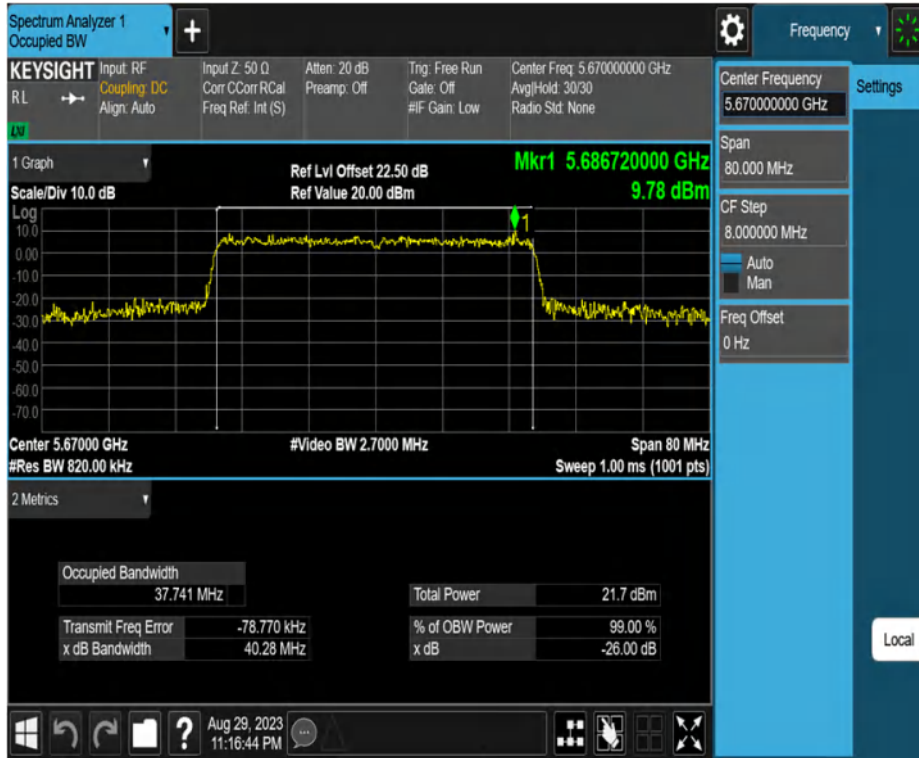 Spectrum Analyzer 1
Occupied BW
+
Frequency
KEYSIGHT
RL
LXI
Input: RF
Coupling: DC
Align: Auto
Input Z: 50 Ω
Corr CCorr RCal
Freq Ref: Int (S)
Atten: 20 dB
Preamp: Off
Trig: Free Run
Gate: Off
#IF Gain: Low
Center Freq: 5.670000000 GHz
Avg|Hold: 30/30
Radio Std: None
Center Frequency
5.670000000 GHz
Settings
Span
80.000 MHz
CF Step
8.000000 MHz
Auto
Man
Freq Offset
0 Hz
Local
1 Graph
Scale/Div 10.0 dB
Ref Lvl Offset 22.50 dB
Ref Value 20.00 dBm
Mkr1 5.686720000 GHz
9.78 dBm
Log
10.0
0.00
-10.0
-20.0
-30.0
-40.0
-50.0
-60.0
-70.0
1
Center 5.67000 GHz
#Video BW 2.7000 MHz
Span 80 MHz
#Res BW 820.00 kHz
Sweep 1.00 ms (1001 pts)
2 Metrics
Occupied Bandwidth
37.741 MHz
Total Power 21.7 dBm
Transmit Freq Error -78.770 kHz
% of OBW Power 99.00 %
x dB Bandwidth 40.28 MHz
x dB -26.00 dB
?
Aug 29, 2023
11:16:44 PM